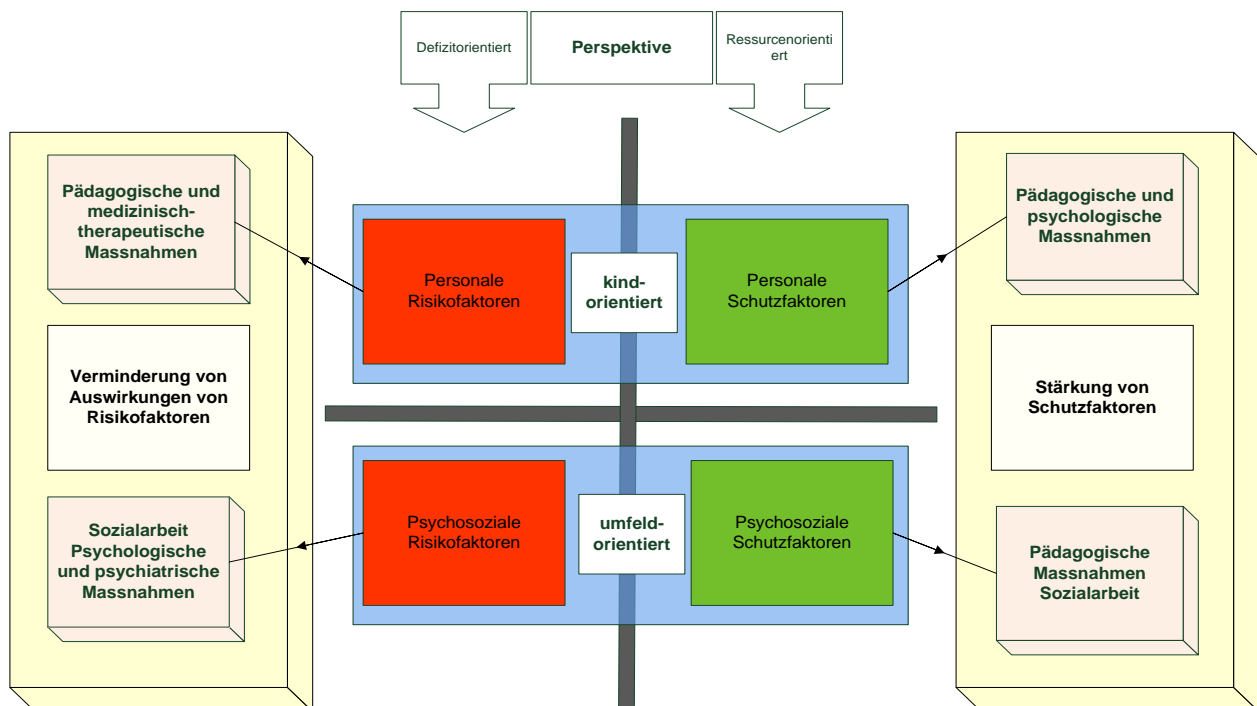 Defizitorientiert
Perspektive
Ressurcenorienti
ert
Pädagogische und
medizinisch-
therapeutische
Massnahmen
Personale
Risikofaktoren
kind-
orientiert
Personale
Schutzfaktoren
Pädagogische und
psychologische
Massnahmen
Verminderung von
Auswirkungen von
Risikofaktoren
Stärkung von
Schutzfaktoren
Sozialarbeit
Psychologische
und psychiatrische
Massnahmen
Psychosoziale
Risikofaktoren
umfeld-
orientiert
Psychosoziale
Schutzfaktoren
Pädagogische
Massnahmen
Sozialarbeit